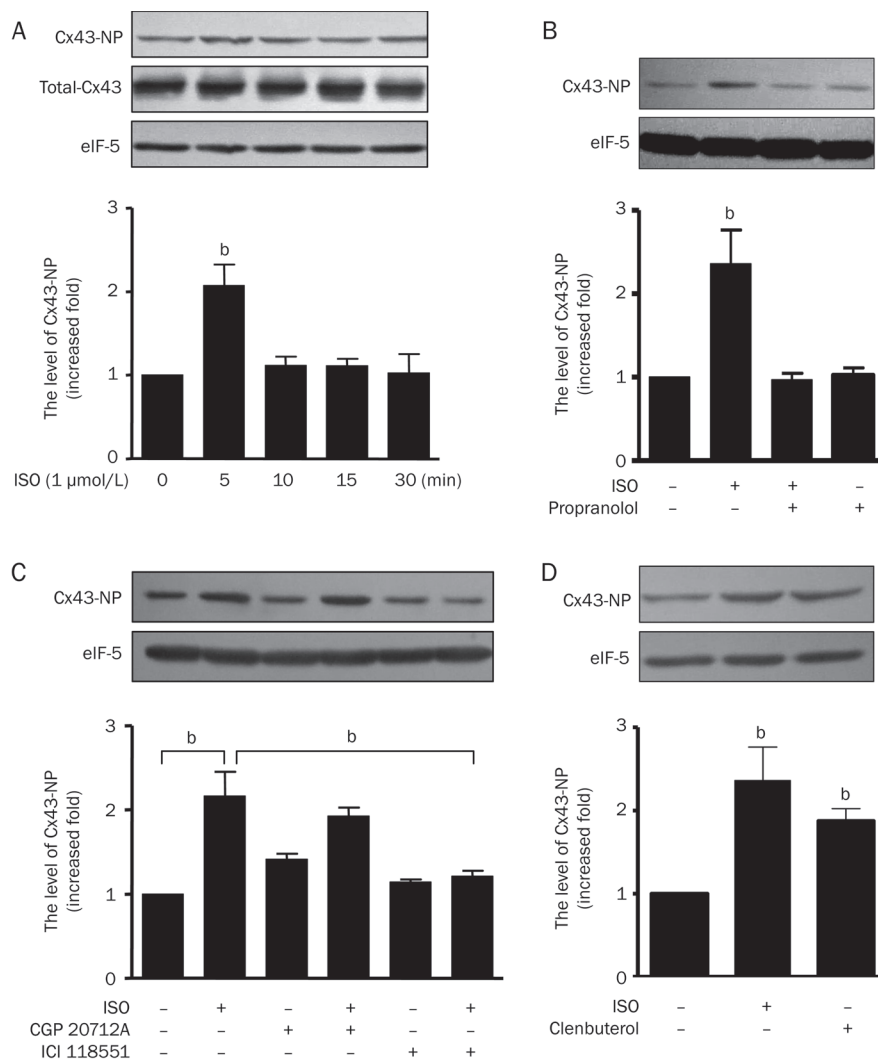 A
Cx43-NP
Total-Cx43
eIF-5
The level of Cx43-NP
(increased fold)
3
2
1
0
b
ISO (1 µmol/L) 0 5 10 15 30 (min)
B
Cx43-NP
eIF-5
The level of Cx43-NP
(increased fold)
3
2
1
0
b
ISO – + + –
Propranolol – – + +
C
Cx43-NP
eIF-5
The level of Cx43-NP
(increased fold)
3
2
1
0
b b
ISO – + – + – +
CGP 20712A – – + + – –
ICI 118551 – – – – + +
D
Cx43-NP
eIF-5
The level of Cx43-NP
(increased fold)
3
2
1
0
b
b
ISO – + –
Clenbuterol – – +